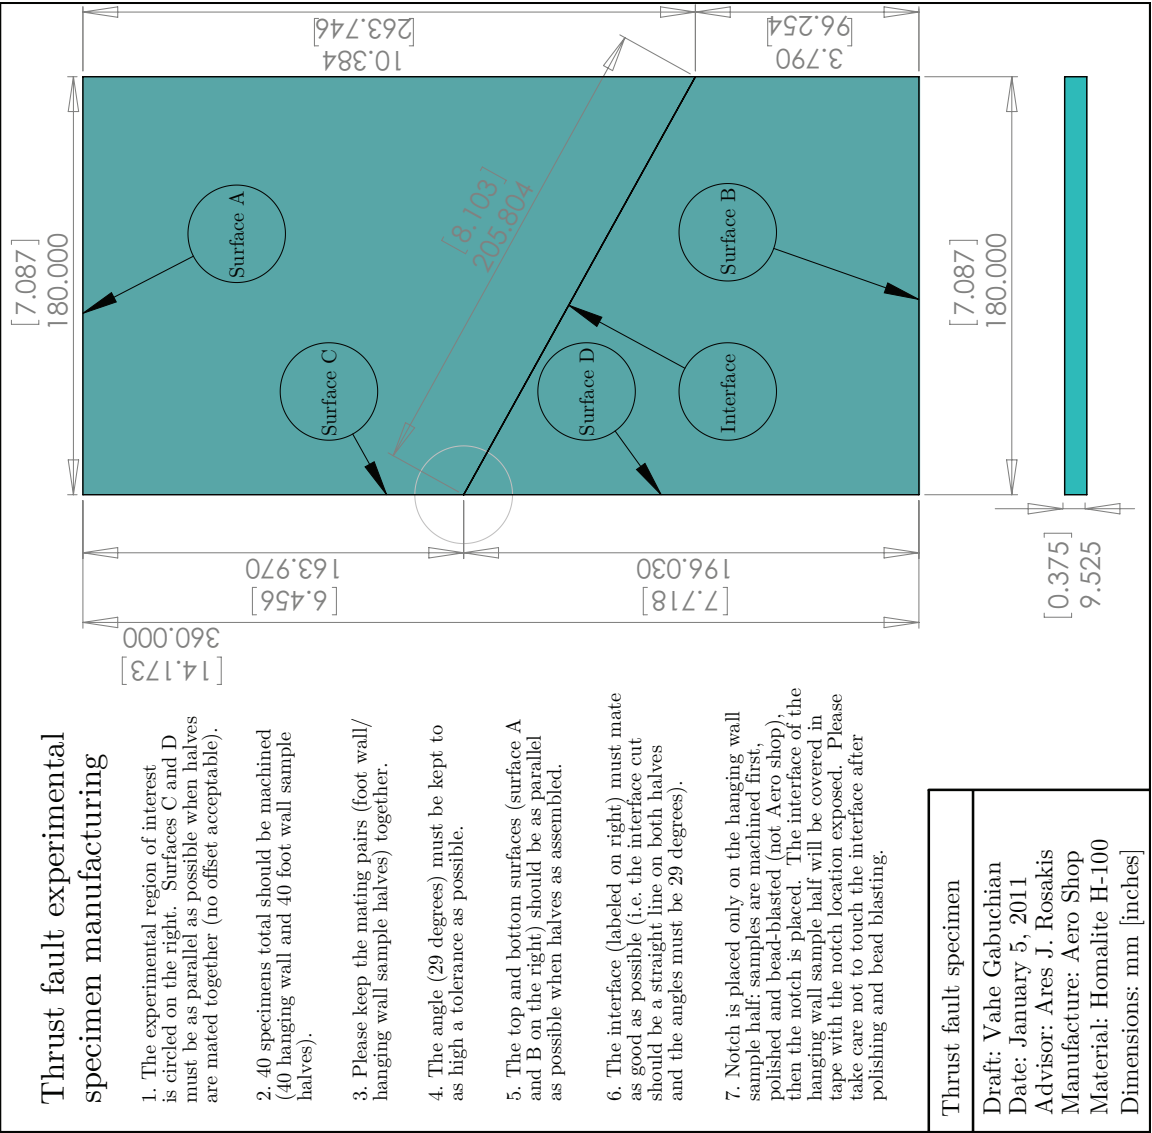 Thrust fault experimental
specimen manufacturing
1. The experimental region of interest
is circled on the right. Surfaces C and D
must be as parallel as possible when halves
are mated together (no offset acceptable).
2. 40 specimens total should be machined
(40 hanging wall and 40 foot wall sample
halves).
3. Please keep the mating pairs (foot wall/
hanging wall sample halves) together.
4. The angle (29 degrees) must be kept to
as high a tolerance as possible.
5. The top and bottom surfaces (surface A
and B on the right) should be as parallel
as possible when halves as assembled.
6. The interface (labeled on right) must mate
as good as possible (i.e. the interface cut
should be a straight line on both halves
and the angles must be 29 degrees).
7. Notch is placed only on the hanging wall
sample half: samples are machined first,
polished and bead-blasted (not Aero shop),
then the notch is placed. The interface of the
hanging wall sample half will be covered in
tape with the notch location exposed. Please
take care not to touch the interface after
polishing and bead blasting.
Thrust fault specimen
Draft: Vahe Gabuchian
Date: January 5, 2011
Advisor: Ares J. Rosakis
Manufacture: Aero Shop
Material: Homalite H-100
Dimensions: mm [inches]
[7.087]
180.000
[14.173]
360.000
[6.456]
163.970
[7.718]
196.030
Surface A
Surface C
[8.103]
205.804
Surface D
Surface B
Interface
10.384
[263.746]
3.790
[96.254]
[7.087]
180.000
[0.375]
9.525